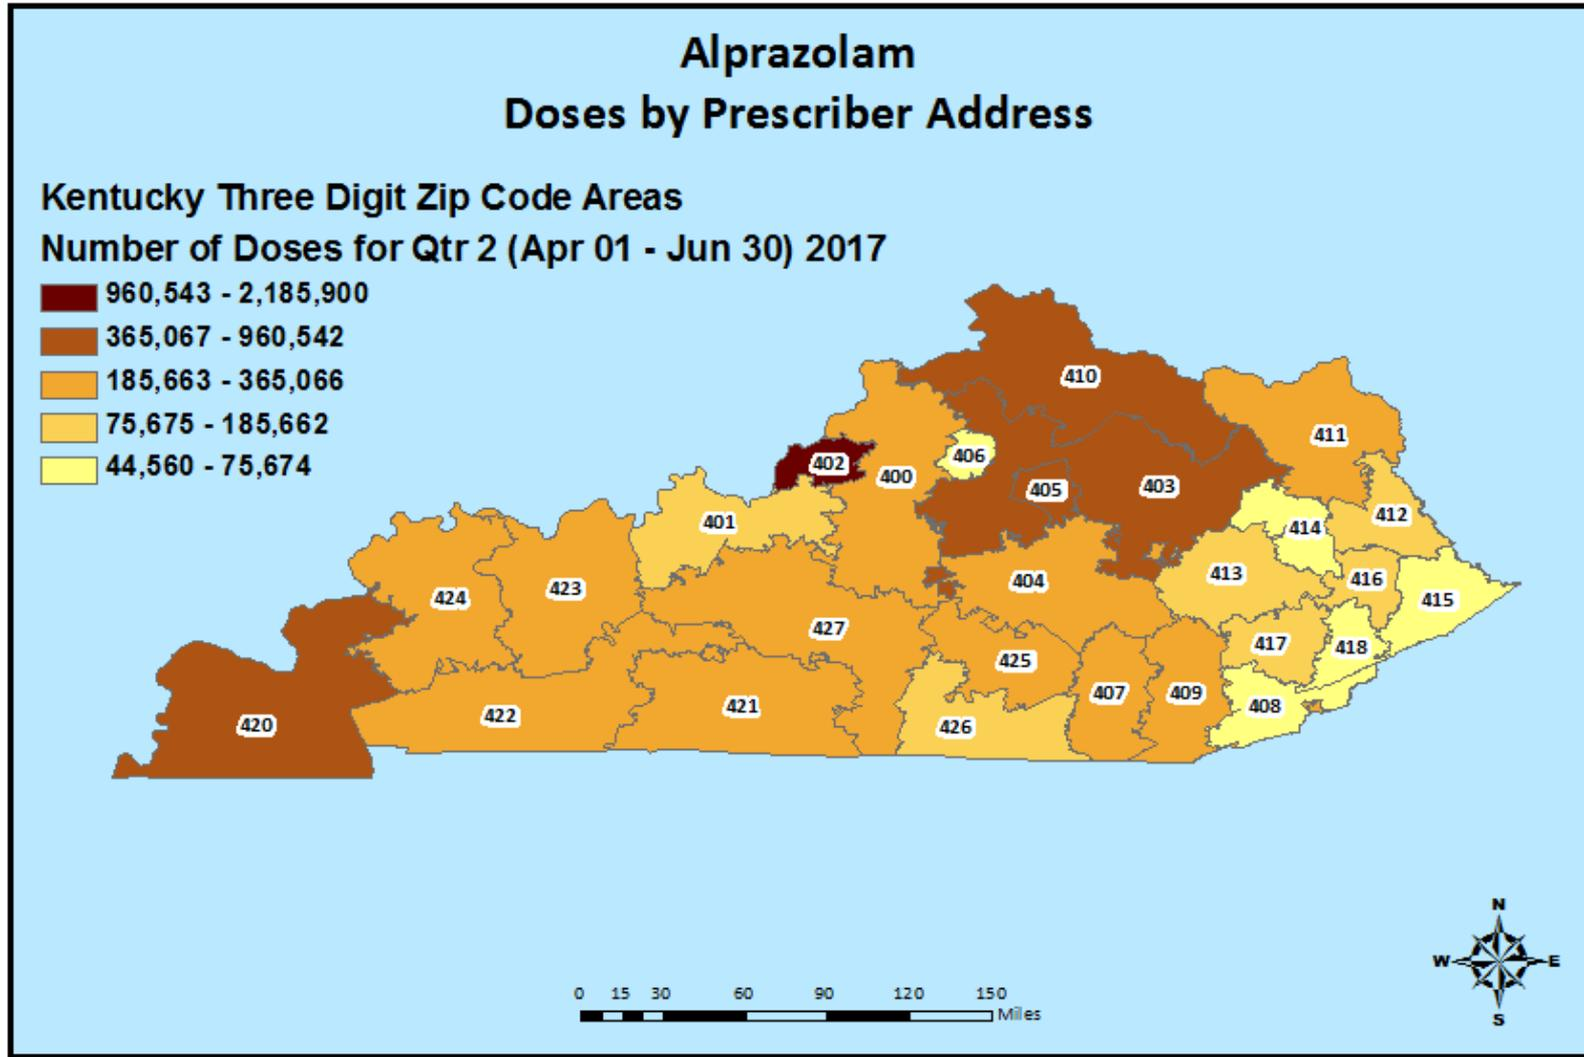 Alprazolam
Doses by Prescriber Address
Kentucky Three Digit Zip Code Areas
Number of Doses for Qtr 2 (Apr 01 - Jun 30) 2017
960,543 - 2,185,900
365,067 - 960,542
185,663 - 365,066
75,675 - 185,662
44,560 - 75,674
410
411
402
406
400
405
403
401
412
414
424
423
404
413
416
415
427
425
417
418
420
422
421
426
407
409
408
N
W E
S
0 15 30 60 90 120 150
Miles